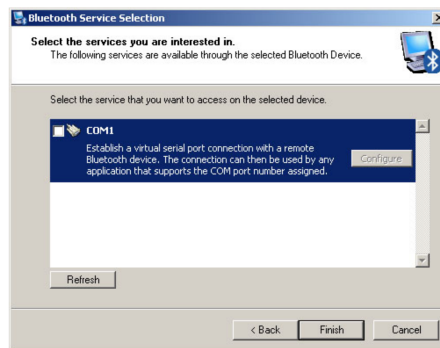 Bluetooth Service Selection
Select the services you are interested in.
The following services are available through the selected Bluetooth Device.
Select the service that you want to access on the selected device.
COM1
Establish a virtual serial port connection with a remote
Bluetooth device. The connection can then be used by any
application that supports the COM port number assigned.
Configure
Refresh
< Back
Finish
Cancel